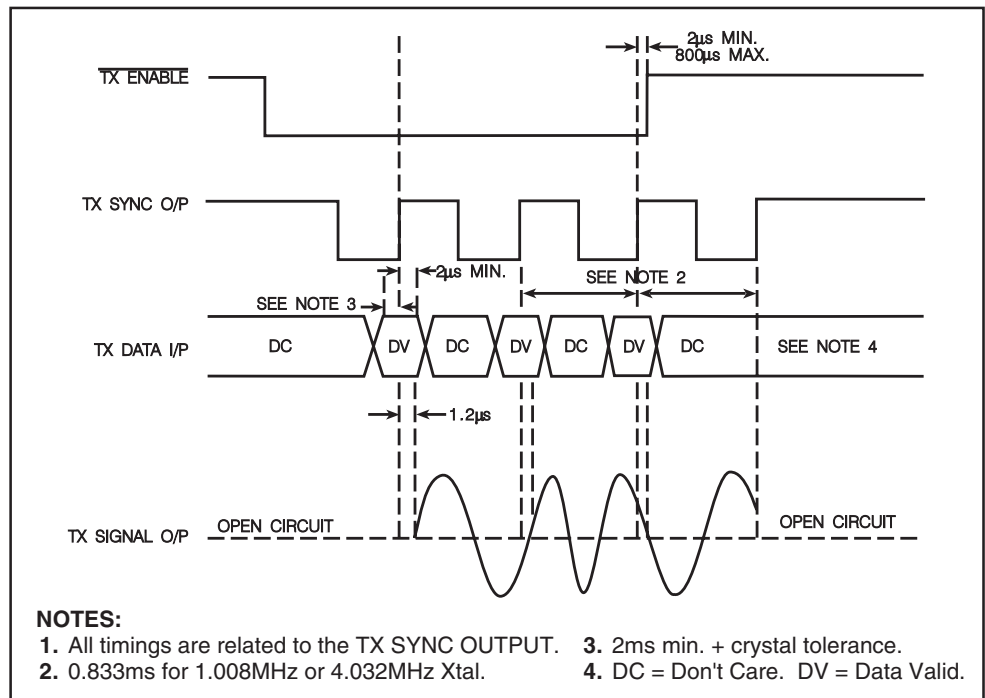 2µs MIN.
800µs MAX.
TX ENABLE
TX SYNC O/P
2µs MIN.
SEE NOTE 2
SEE NOTE 3
TX DATA I/P DC DV DC DV DC DV DC SEE NOTE 4
1.2µs
OPEN CIRCUIT OPEN CIRCUIT
TX SIGNAL O/P
NOTES:
1. All timings are related to the TX SYNC OUTPUT.
2. 0.833ms for 1.008MHz or 4.032MHz Xtal.
3. 2ms min. + crystal tolerance.
4. DC = Don't Care. DV = Data Valid.